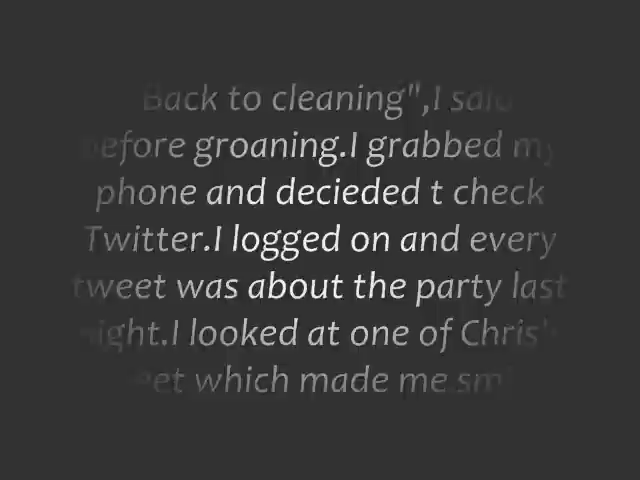 Back to cleaning",I said
before groaning.I grabbed my
phone and decieded t check
Twitter.I logged on and every
tweet was about the party last
night.I looked at one of Chris's
which made me